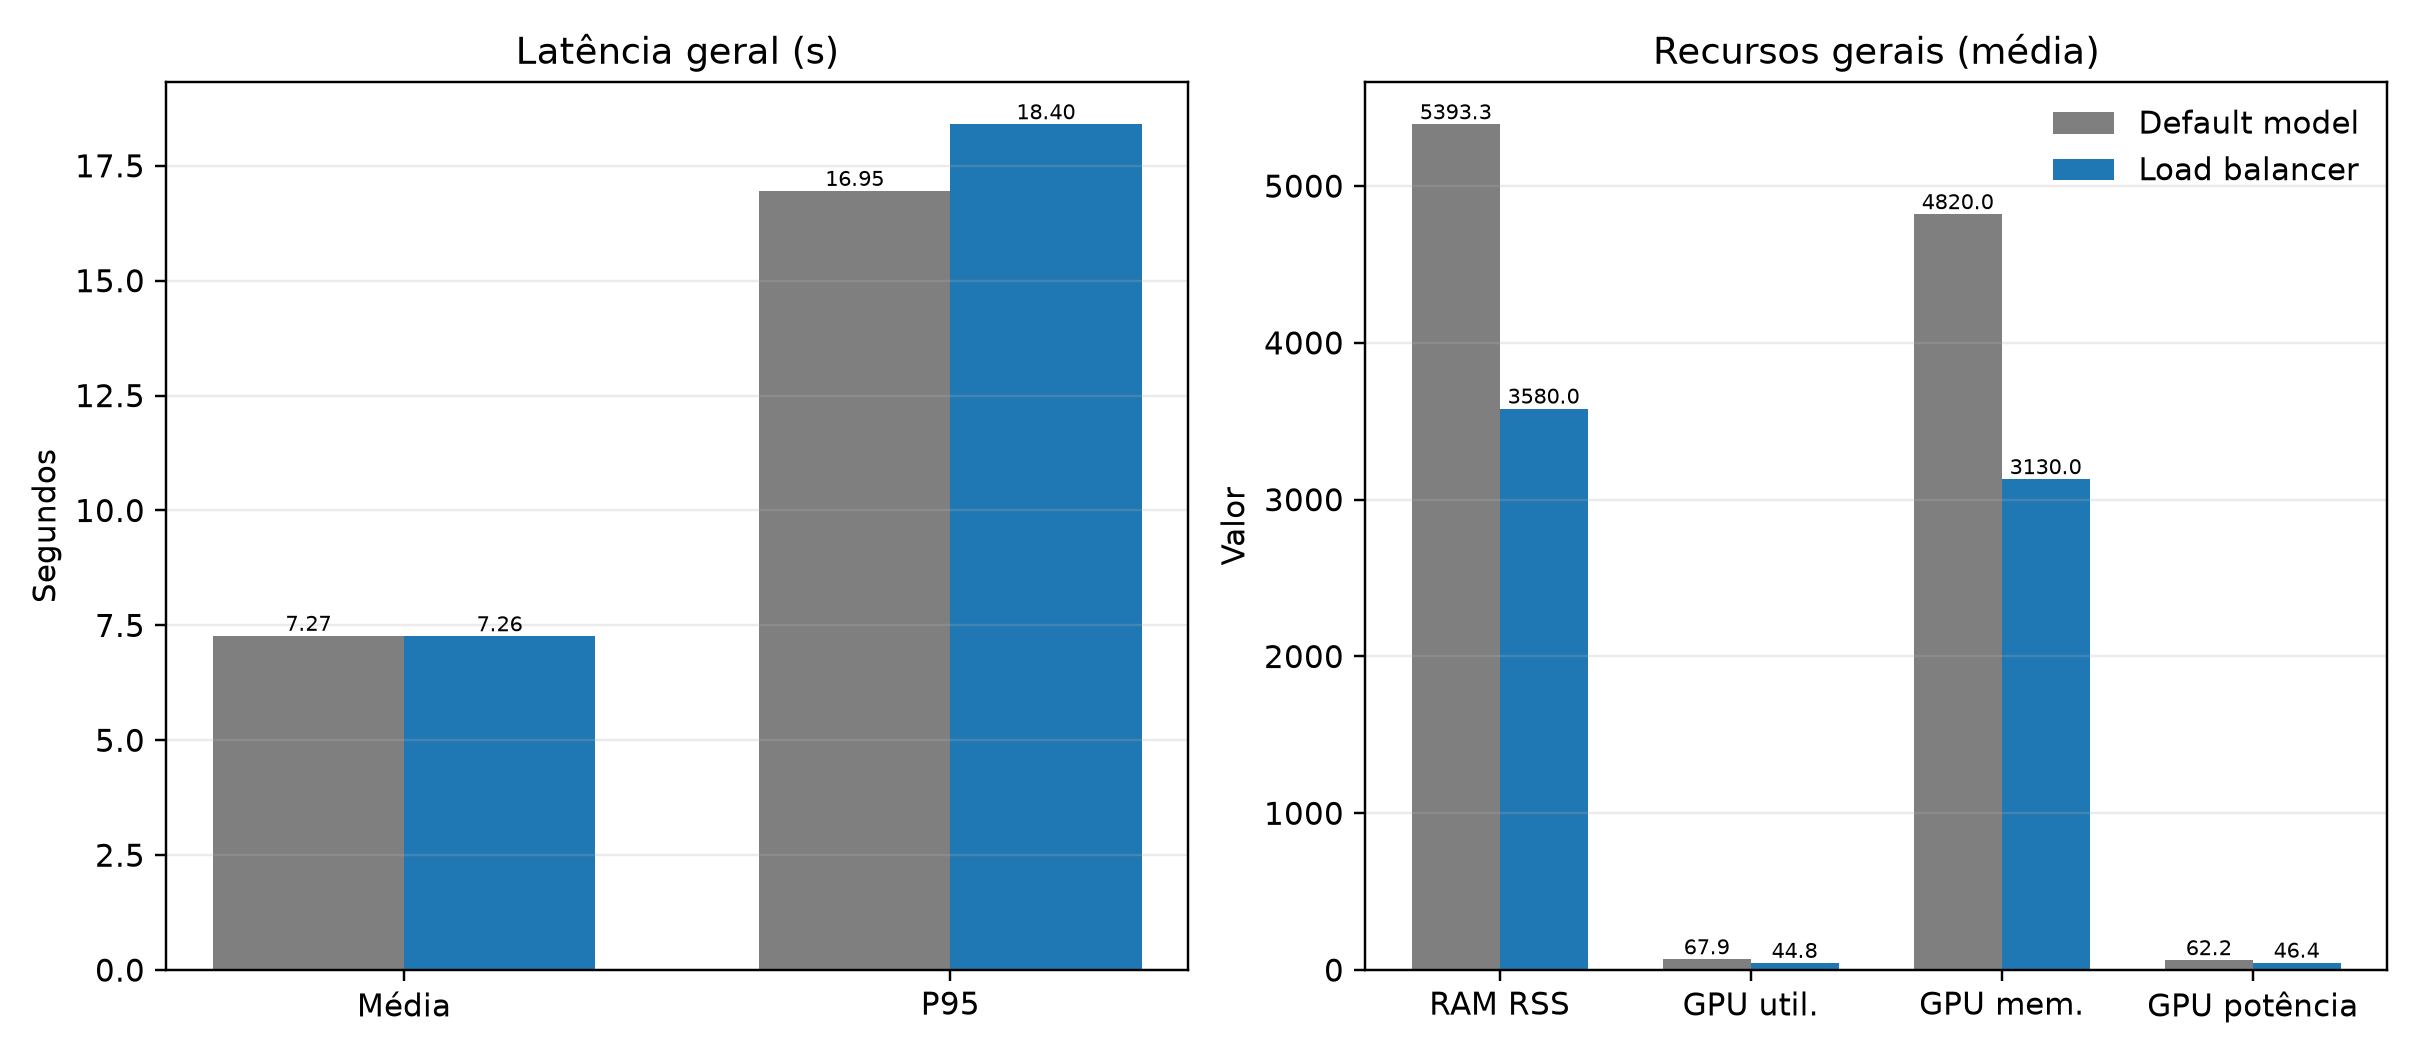 Latência geral (s)
Segundos
17.5
15.0
12.5
10.0
7.5
5.0
2.5
0.0
7.27
7.26
16.95
18.40
Média
P95
Recursos gerais (média)
Default model
Load balancer
Valor
5000
4000
3000
2000
1000
0
5393.3
3580.0
67.9
44.8
4820.0
3130.0
62.2
46.4
RAM RSS
GPU util.
GPU mem.
GPU potência